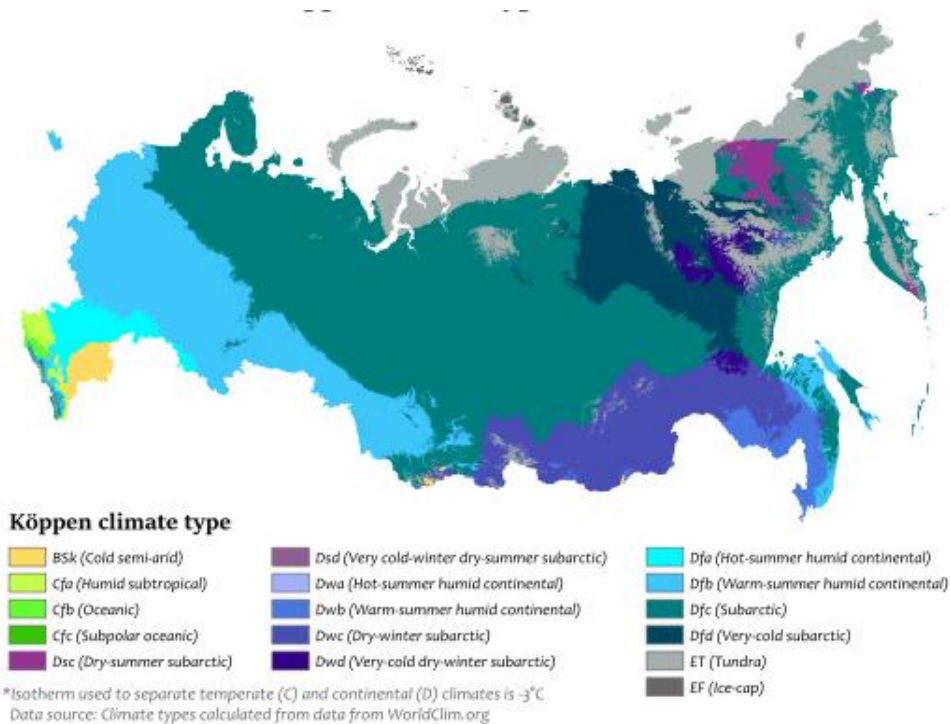 Köppen climate type
BSk (Cold semi-arid)
Cfa (Humid subtropical)
Cfb (Oceanic)
Cfc (Subpolar oceanic)
Dsc (Dry-summer subarctic)
Dsd (Very cold-winter dry-summer subarctic)
Dwa (Hot-summer humid continental)
Dwb (Warm-summer humid continental)
Dwc (Dry-winter subarctic)
Dwd (Very-cold dry-winter subarctic)
Dfa (Hot-summer humid continental)
Dfb (Warm-summer humid continental)
Dfc (Subarctic)
Dfd (Very-cold subarctic)
ET (Tundra)
EF (Ice-cap)
*Isotherm used to separate temperate (C) and continental (D) climates is -3°C
Data source: Climate types calculated from data from WorldClim.org